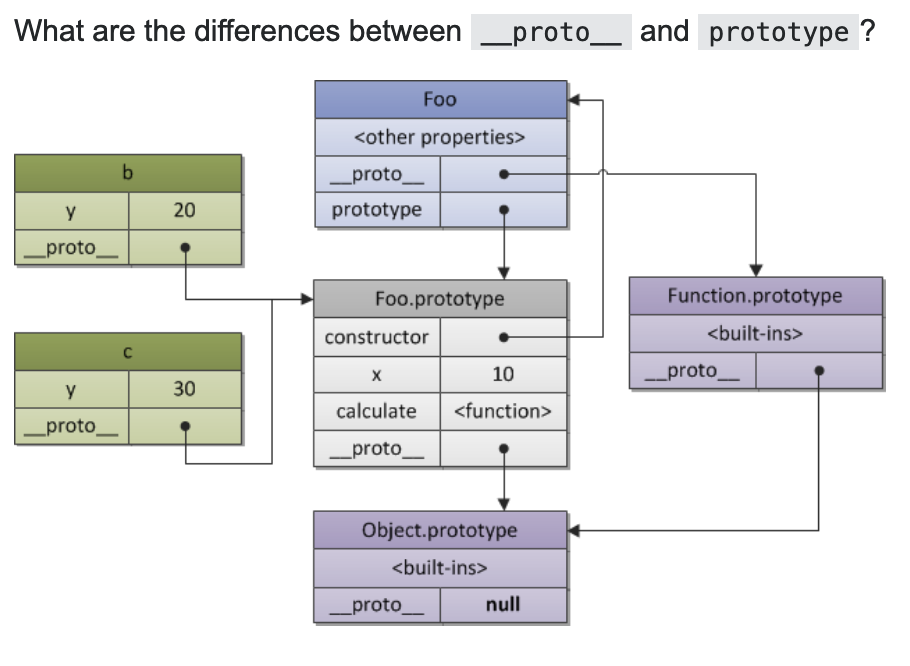 What are the differences between __proto__ and prototype ?
Foo
<other properties>
__proto__
prototype
b
y 20
__proto__
c
y 30
__proto__
Foo.prototype
constructor
x 10
calculate <function>
__proto__
Function.prototype
<built-ins>
__proto__
Object.prototype
<built-ins>
__proto__ null